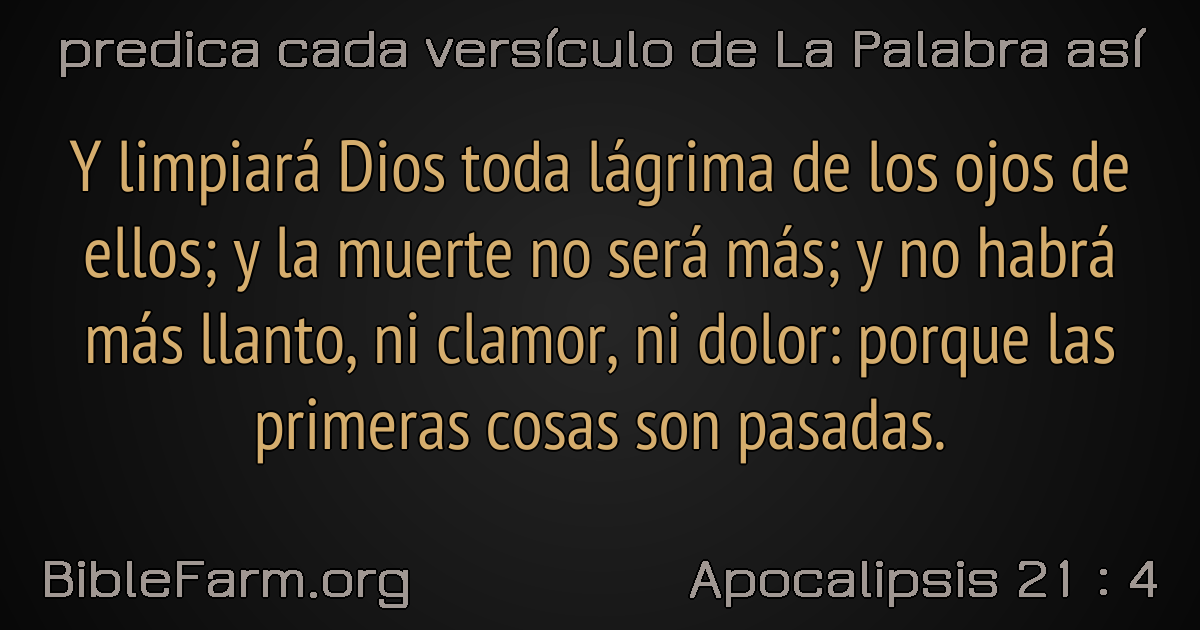 predica cada versículo de La Palabra así
Y limpiará Dios toda lágrima de los ojos de
ellos; y la muerte no será más; y no habrá
más llanto, ni clamor, ni dolor: porque las
primeras cosas son pasadas.
BibleFarm.org
Apocalipsis 21 : 4